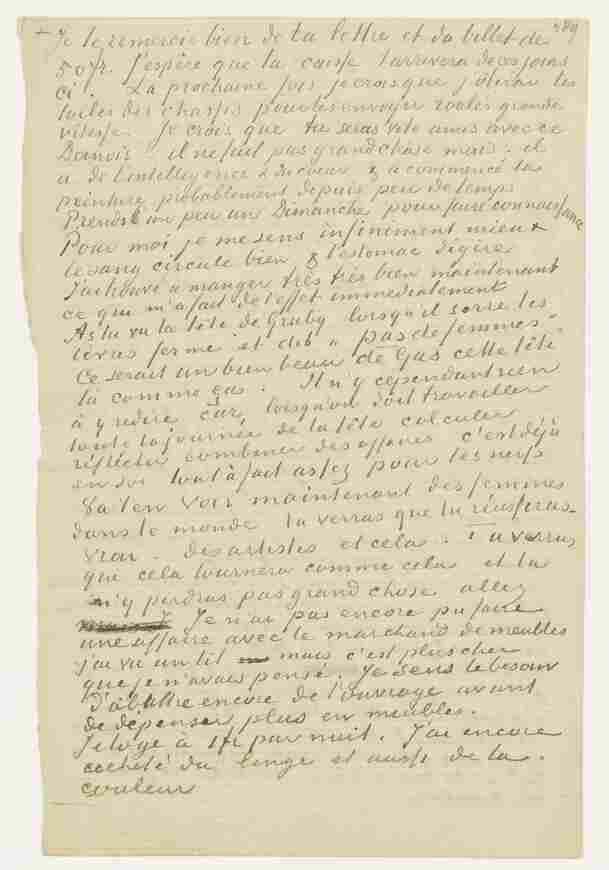 + Je te remercie bien de ta lettre et du billet de 489
50 fr. J'espère que la caisse t'arrivera de ces jours
ci. La prochaine fois je crois que j'ôterai les
toiles des chassis pour les envoyer roulées grande
vitesse. Je crois que tu seras vite amis avec ce
Danois. il ne fait pas grandchôse mais. il
a de l'intelligence & du coeur & a commencé la
peinture probablement depuis peu de temps.
Prends le un peu un Dimanche pour faire connaissance
Pour moi je me sens infiniment mieux
le sang circule bien & l'estomac digère
J'ai trouvé à manger très très bien maintenant
ce qui m'a fait de l'effet immediatement
As tu vu la tête de Gruby lorsqu'il serre les
lèvres ferme et dit „ pas de femmes ”
Ce serait un bien beau de Gas cette tête
là comme ças. Il n'y cependant rien
à y redire car, lorsqu'on doit travailler
toute la journée de la tête calculer
réfléchir combiner des affaires c'est déjà
en soi tout à fait assez pour les nerfs
Va t'en voir maintenant des femmes
dans le monde tu verras que tu réussiras
vrai. des artistes et cela. Tu verras
que cela tournera comme cela et tu
n'y perdras pas grand chose allez
Je n'ai pas encore pu faire
une affaire avec le marchand de meubles
j'ai vu un lit mais c'est plus cher
que je n'avais pensé. Je sens le besoin
d'abattre encore de l'ouvrage avant
de depenser plus en meubles.
Je loge à 1 fr par nuit. J'ai encore
acheté du linge et aussi de la
couleur